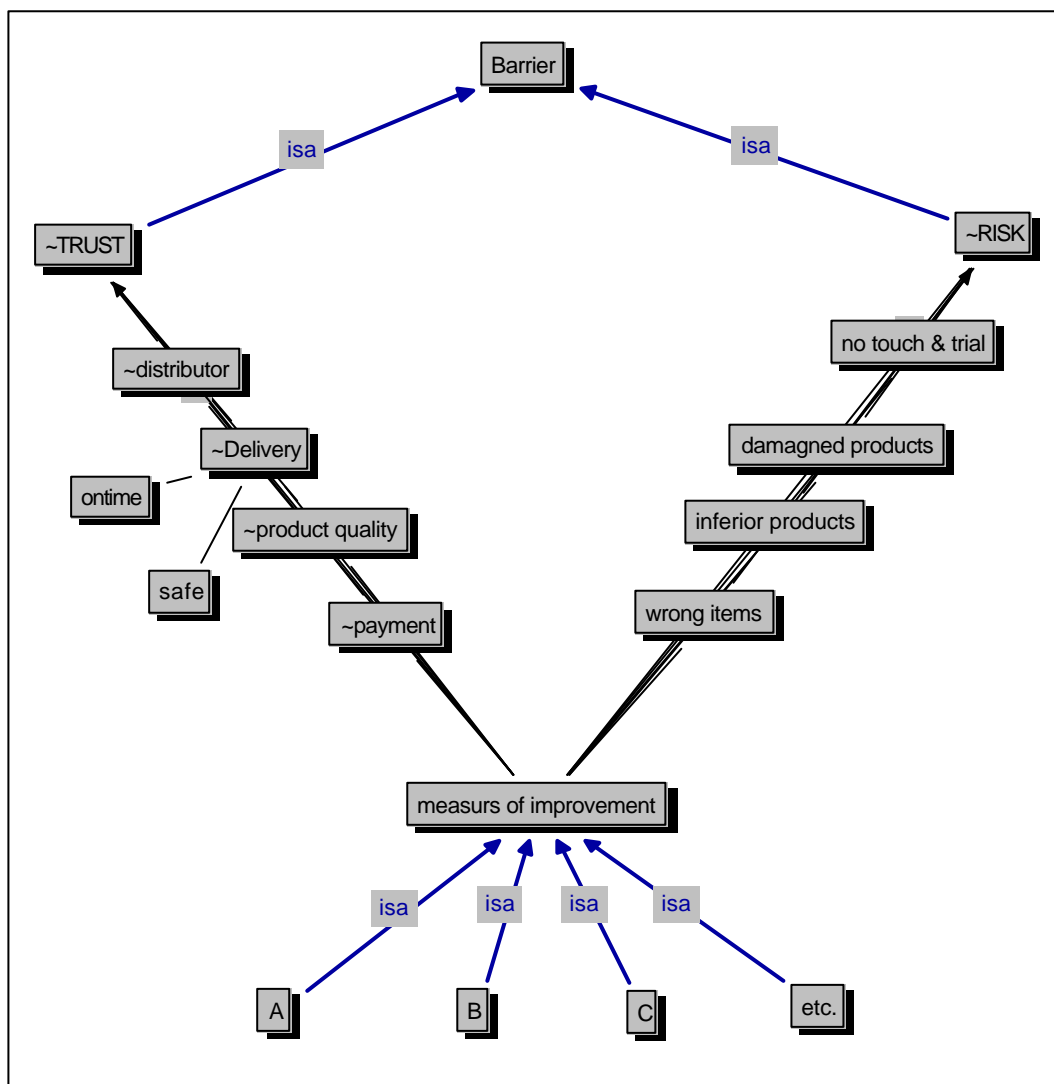 Barrier
isa
isa
~TRUST
~RISK
no touch & trial
~distributor
damagned products
~Delivery
ontime
inferior products
~product quality
safe
wrong items
~payment
measurs of improvement
isa
isa
isa
isa
A
B
C
etc.